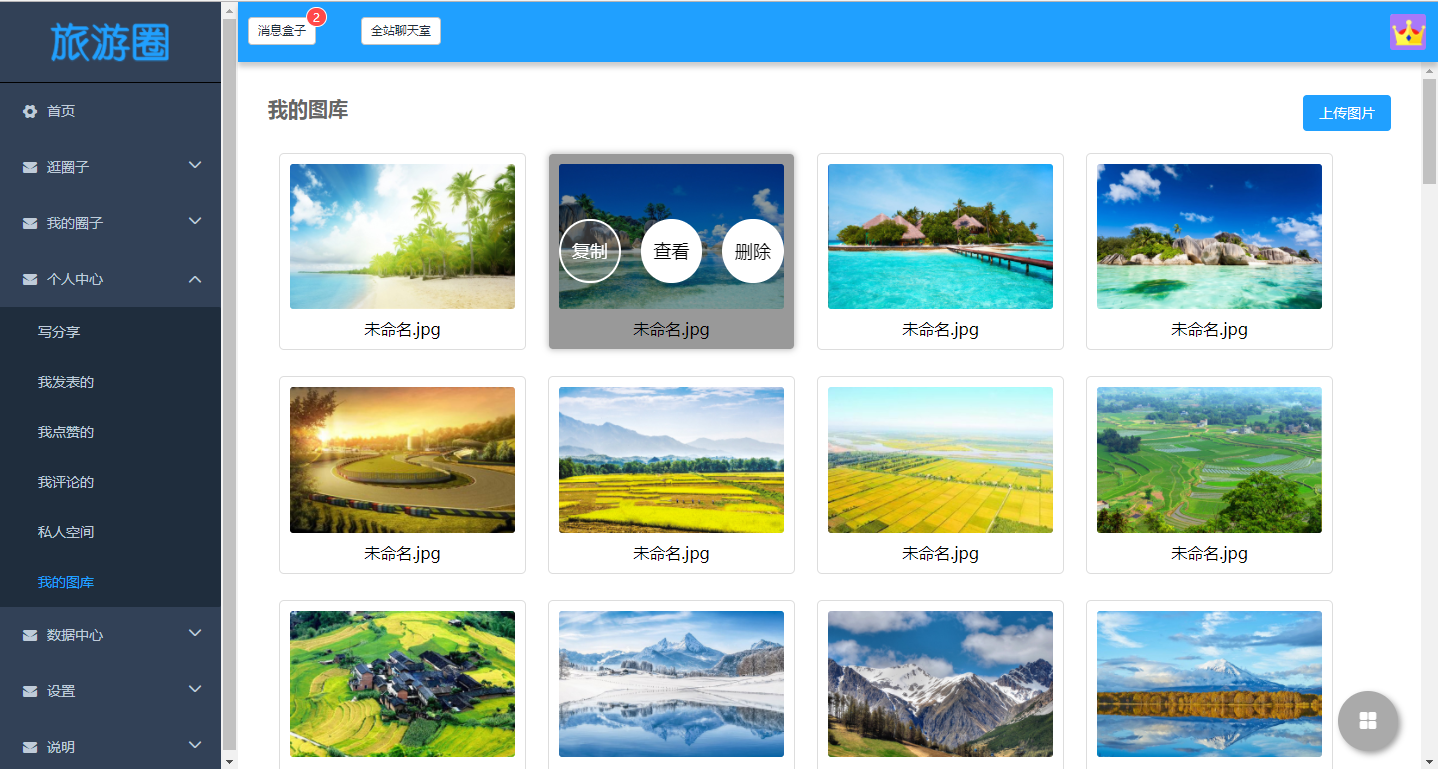 旅游圈
首页
逛圈子
我的圈子
个人中心
写分享
我发表的
我点赞的
我评论的
私人空间
我的图库
数据中心
设置
说明
消息盒子 2
全站聊天室
我的图库
上传图片
未命名.jpg
复制 查看 删除
未命名.jpg
未命名.jpg
未命名.jpg
未命名.jpg
未命名.jpg
未命名.jpg
未命名.jpg